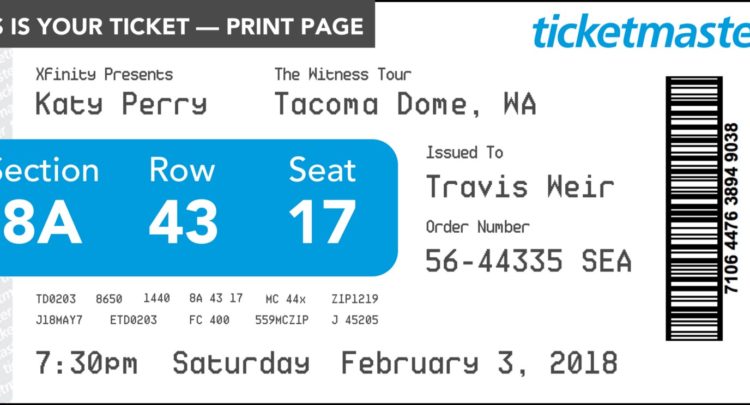 S IS YOUR TICKET — PRINT PAGE
ticketmaste
XFinity Presents
The Witness Tour
Katy Perry
Tacoma Dome, WA
Section Row Seat
8A 43 17
Issued To
Travis Weir
Order Number
56-44335 SEA
TD0203 8650 1440 8A 43 17 MC 44x ZIP1219
J18MAY7 ETD0203 FC 400 559MCZIP J 45205
7:30pm Saturday February 3, 2018
7106 4476 3894 9038